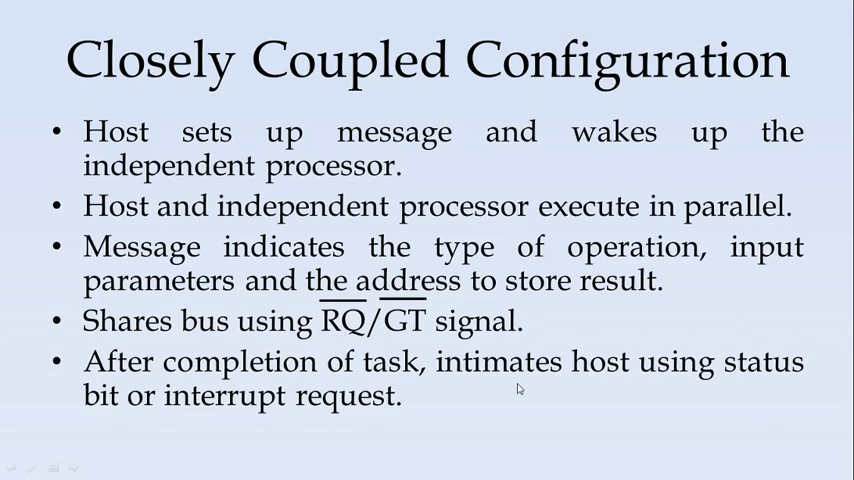 Closely Coupled Configuration
• Host sets up message and wakes up the
independent processor.
• Host and independent processor execute in parallel.
• Message indicates the type of operation, input
parameters and the address to store result.
• Shares bus using R̅Q̅/G̅T̅ signal.
• After completion of task, intimates host using status
bit or interrupt request.